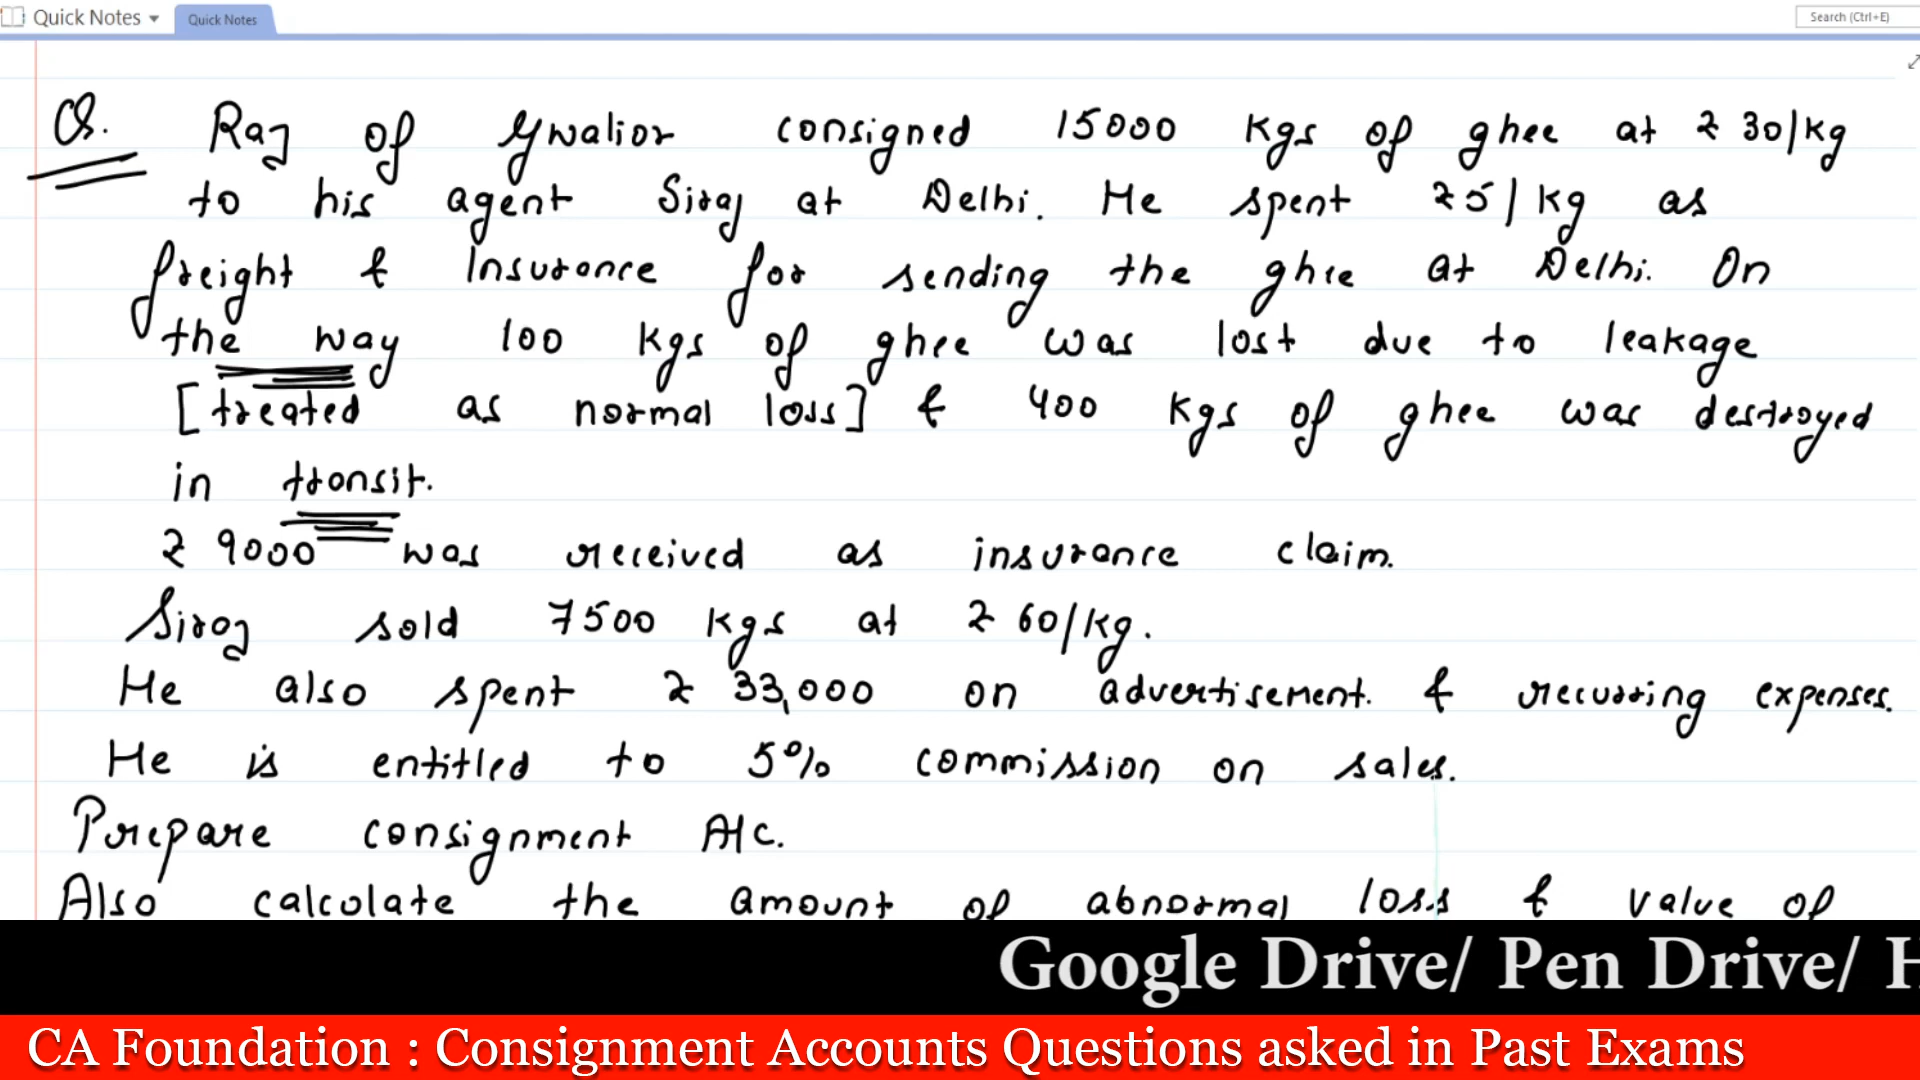 Quick Notes
Quick Notes
Search (Ctrl+E)
Q. Raj of Gwalior consigned 15000 kgs of ghee at ₹ 30/kg
to his agent Siraj at Delhi. He spent ₹5/kg as
freight & Insurance for sending the ghee at Delhi. On
the way 100 kgs of ghee was lost due to leakage
[treated as normal loss] & 400 kgs of ghee was destroyed
in transit.
₹ 9000 was received as insurance claim.
Siraj sold 7500 kgs at ₹ 60/kg.
He also spent ₹ 33,000 on advertisement. & recurring expenses.
He is entitled to 5% commission on sales.
Prepare consignment A/c.
Also calculate the amount of abnormal loss & value of
Google Drive/ Pen Drive/ H
CA Foundation : Consignment Accounts Questions asked in Past Exams